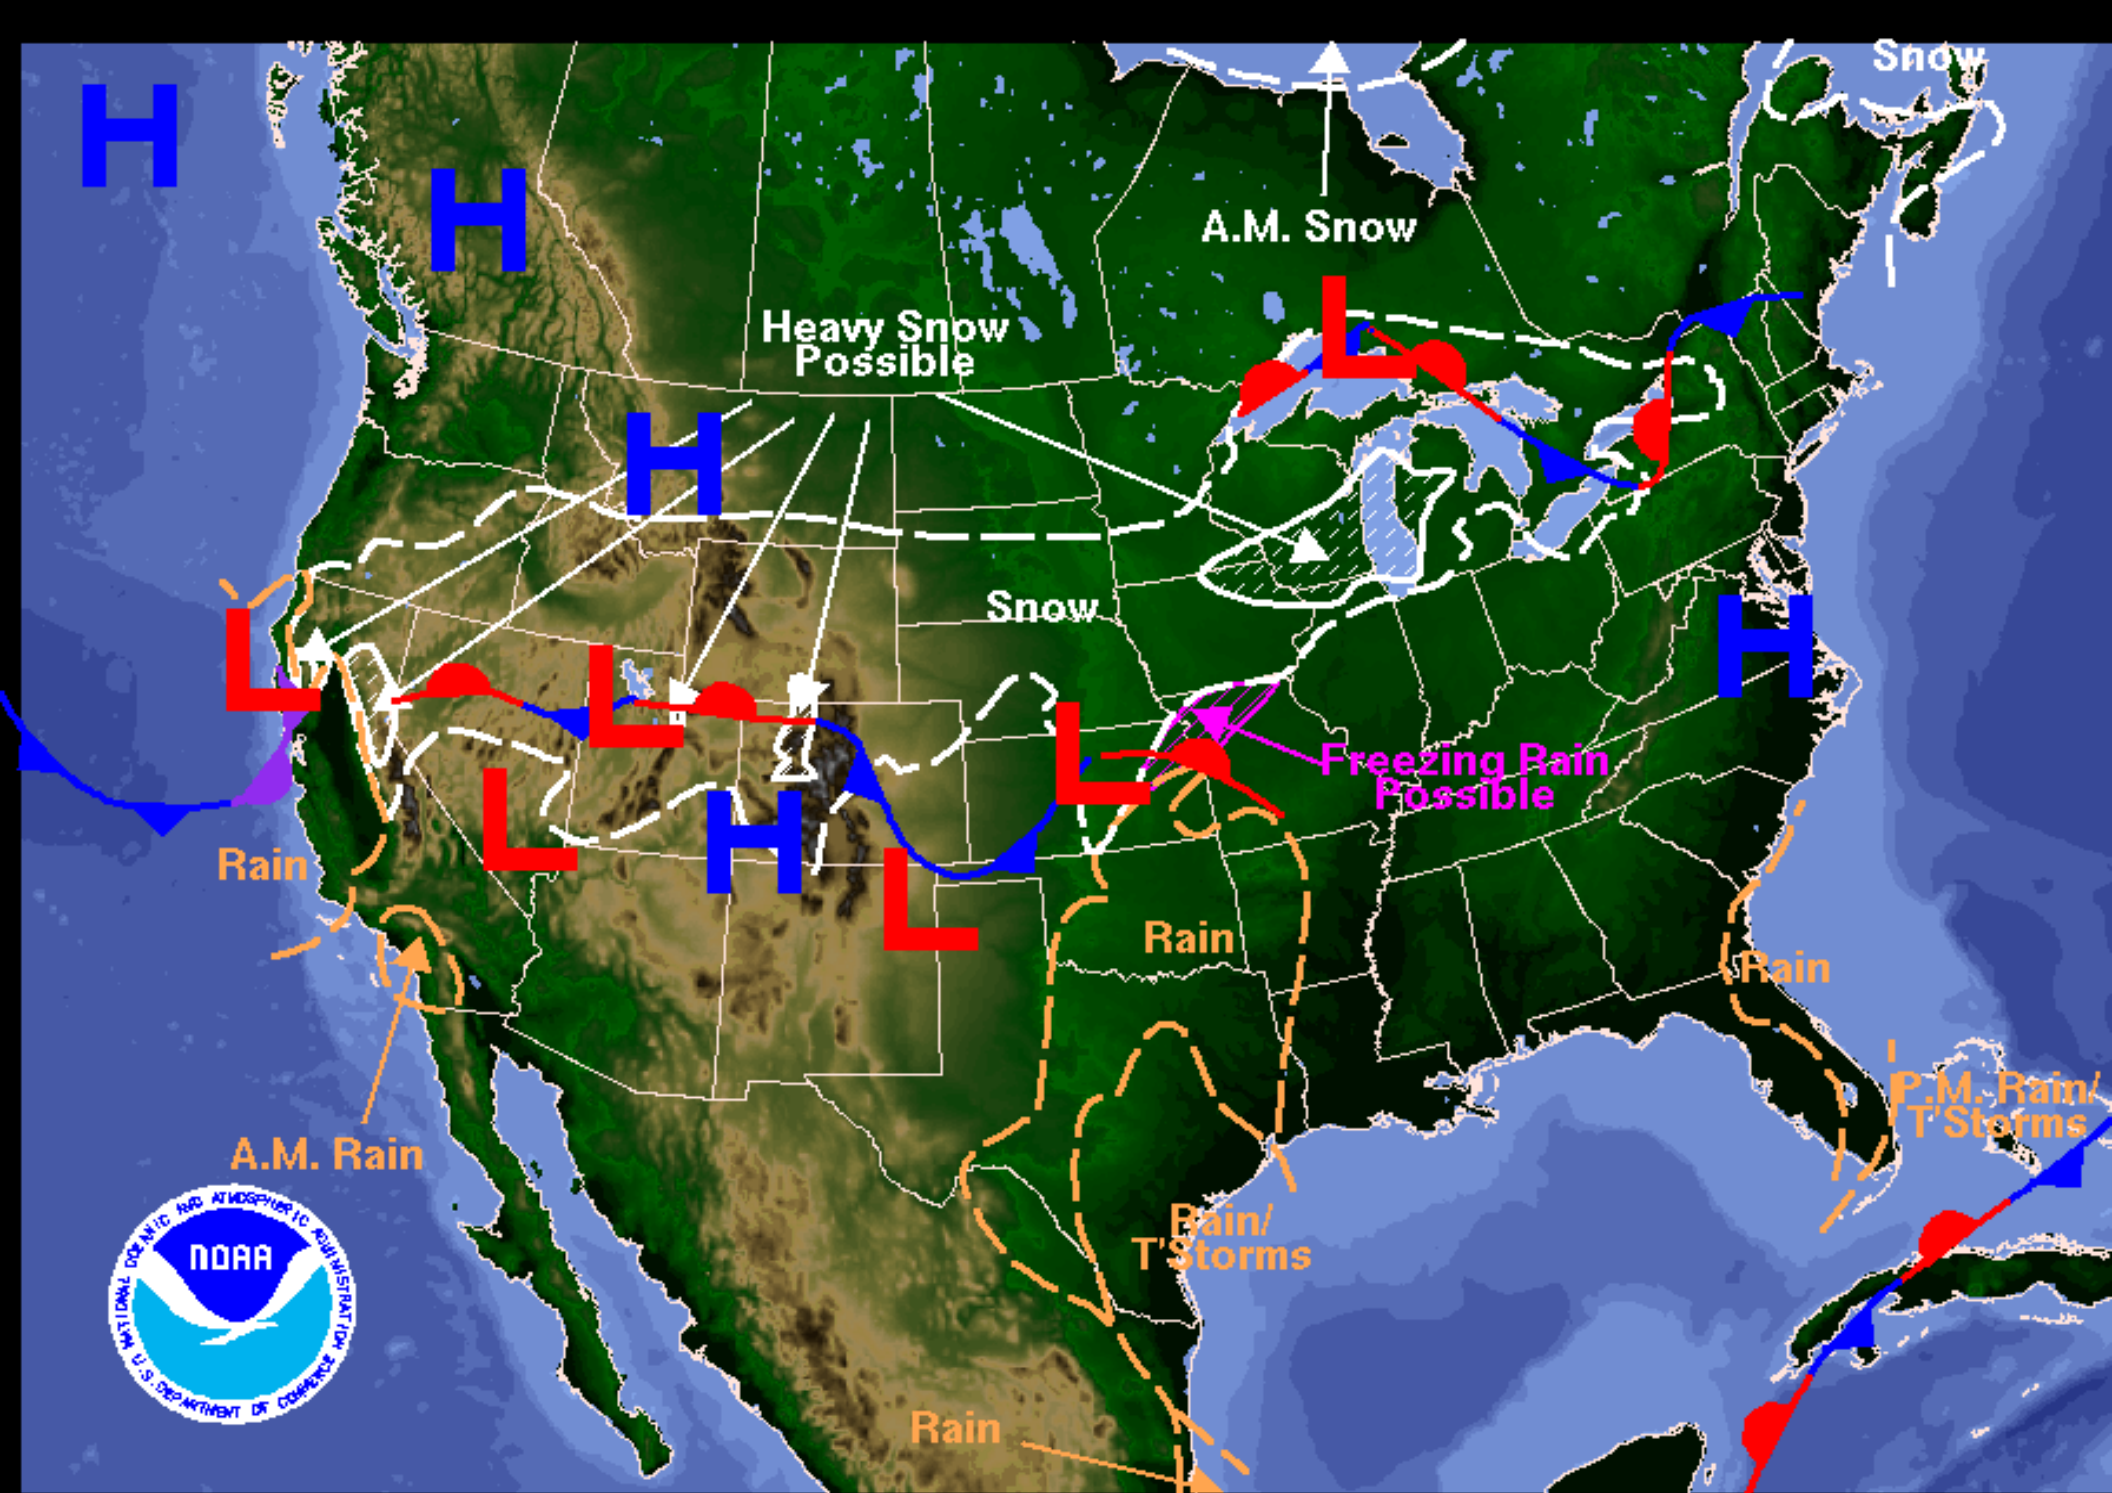 Snow
H
H
A.M. Snow
L
Heavy Snow
Possible
H
Snow
L
L
H
L
Freezing Rain
Possible
L
H
L
Rain
Rain
Rain
P.M. Rain/
T'Storms
A.M. Rain
Rain/
T'Storms
NATIONAL OCEANIC AND ATMOSPHERIC ADMINISTRATION
NOAA
U.S. DEPARTMENT OF COMMERCE
Rain